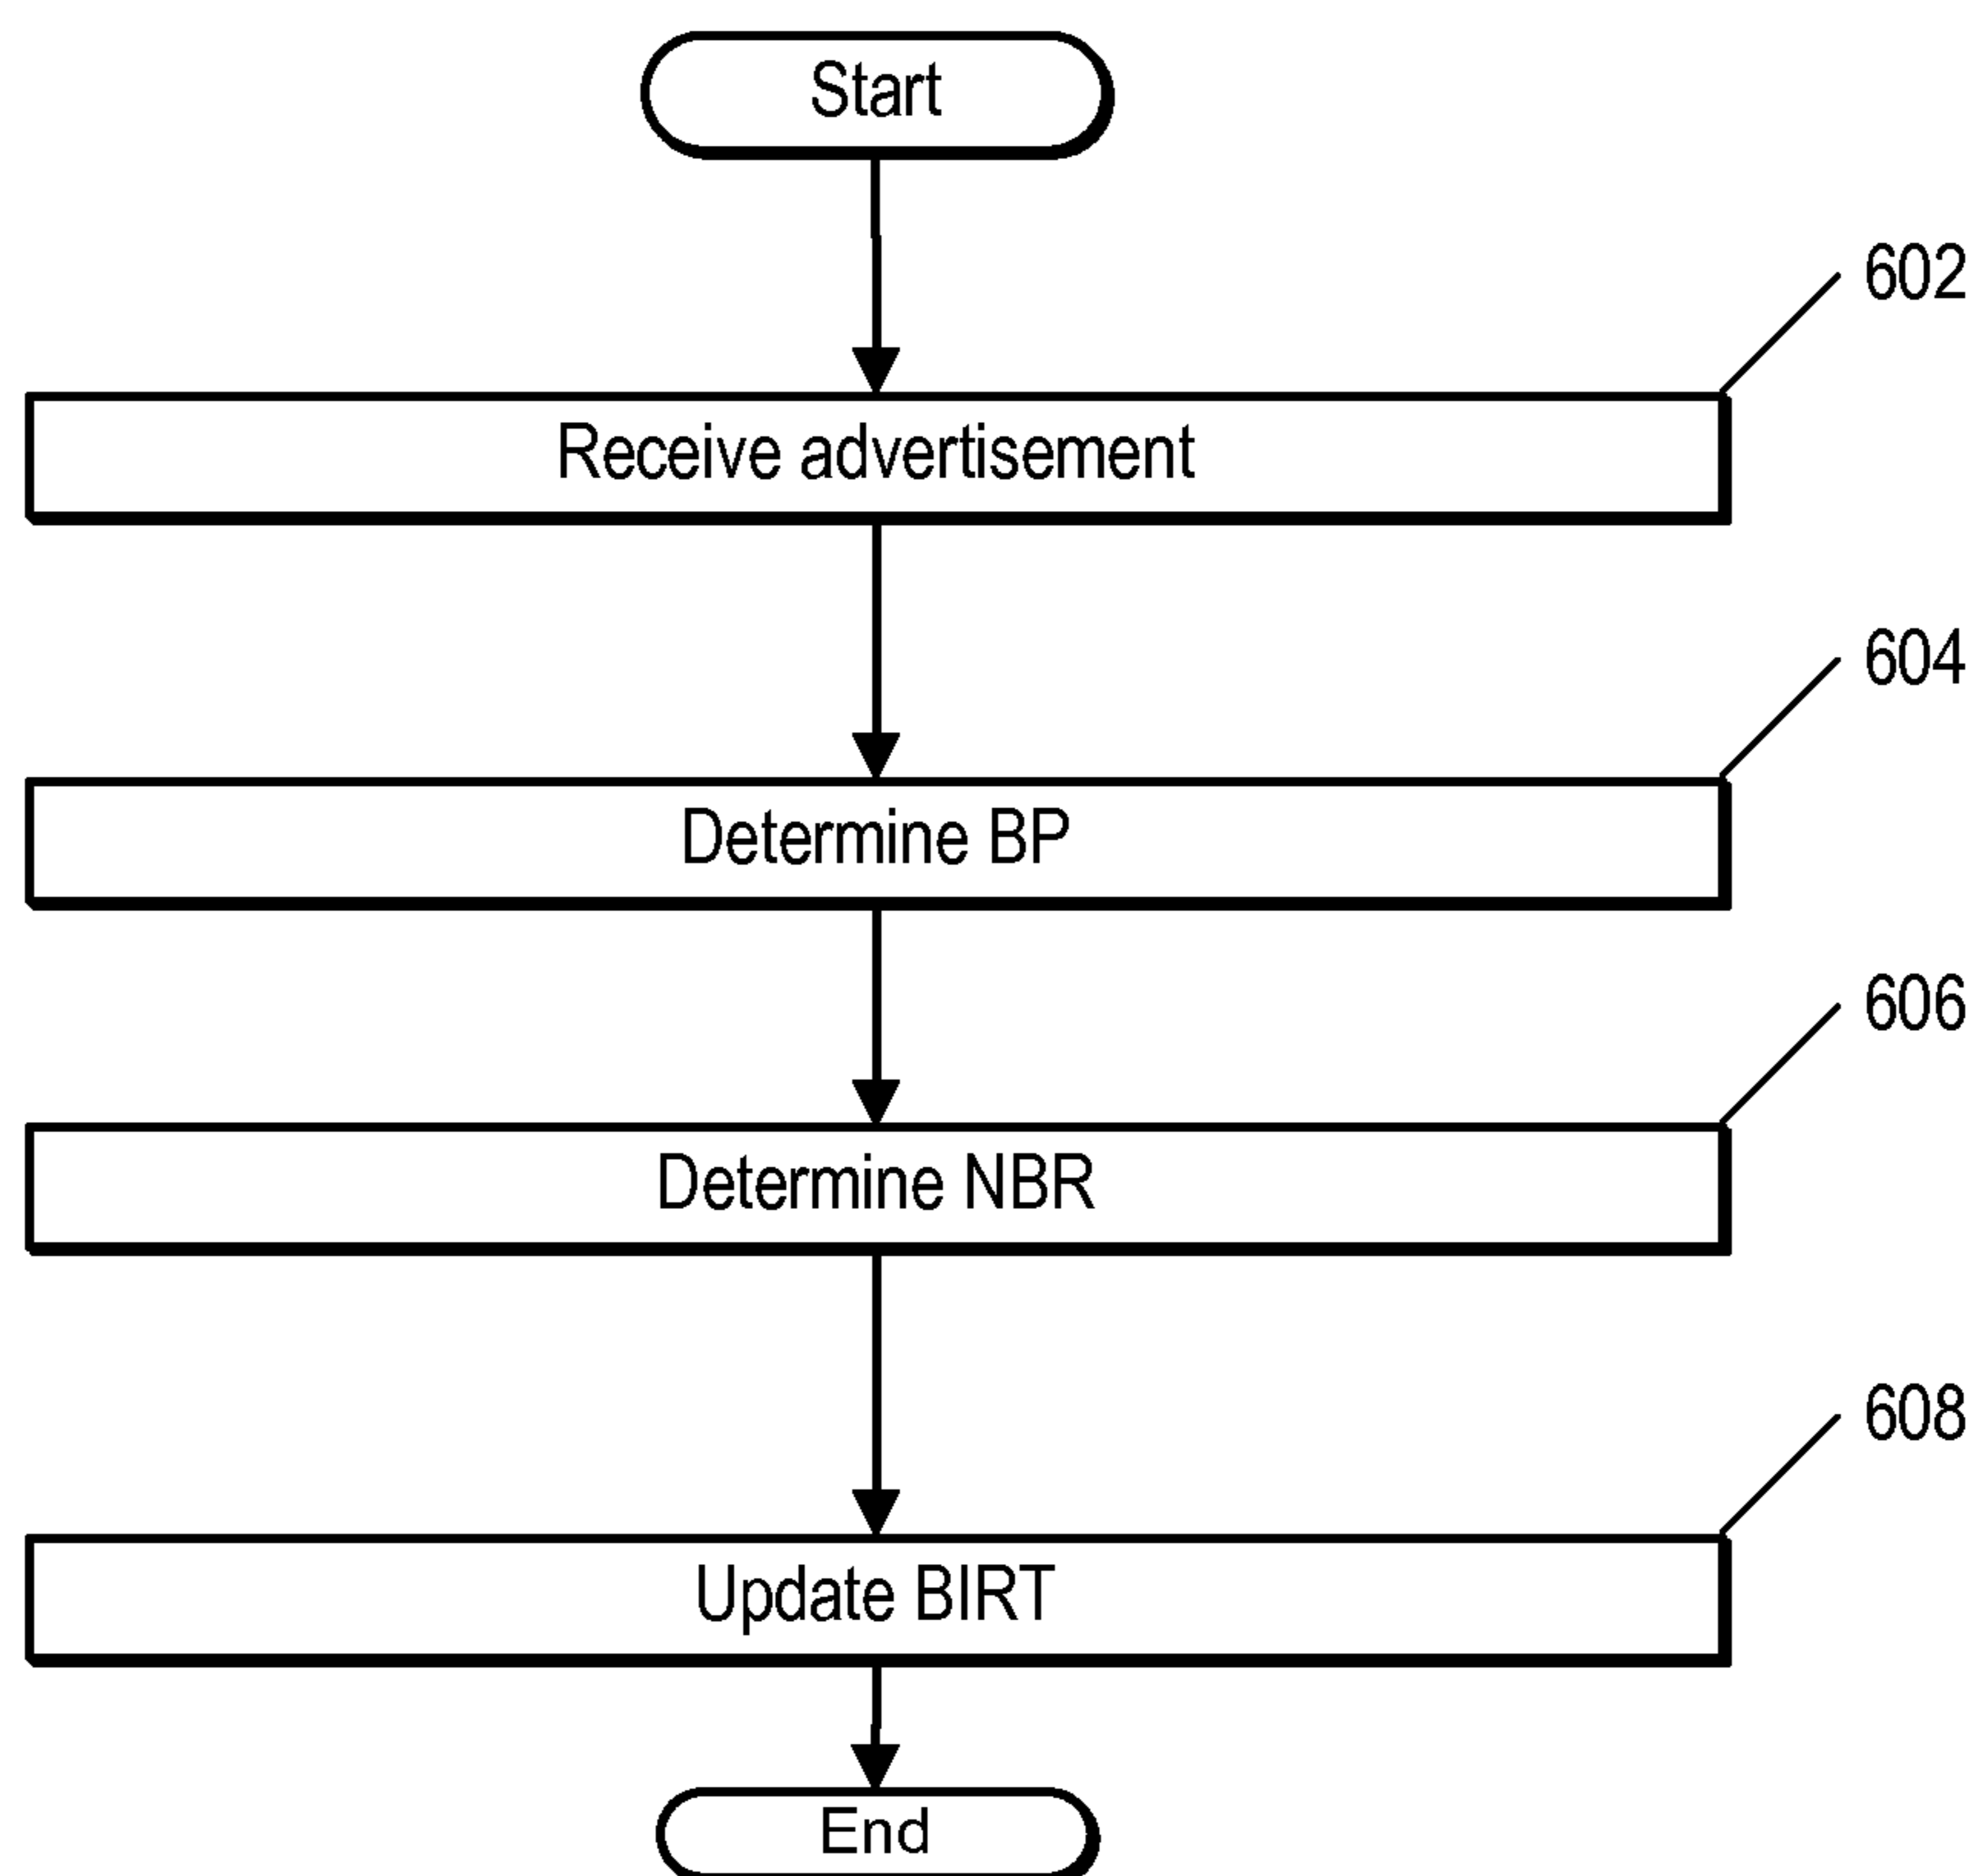 Start
602
Receive advertisement
604
Determine BP
606
Determine NBR
608
Update BIRT
End